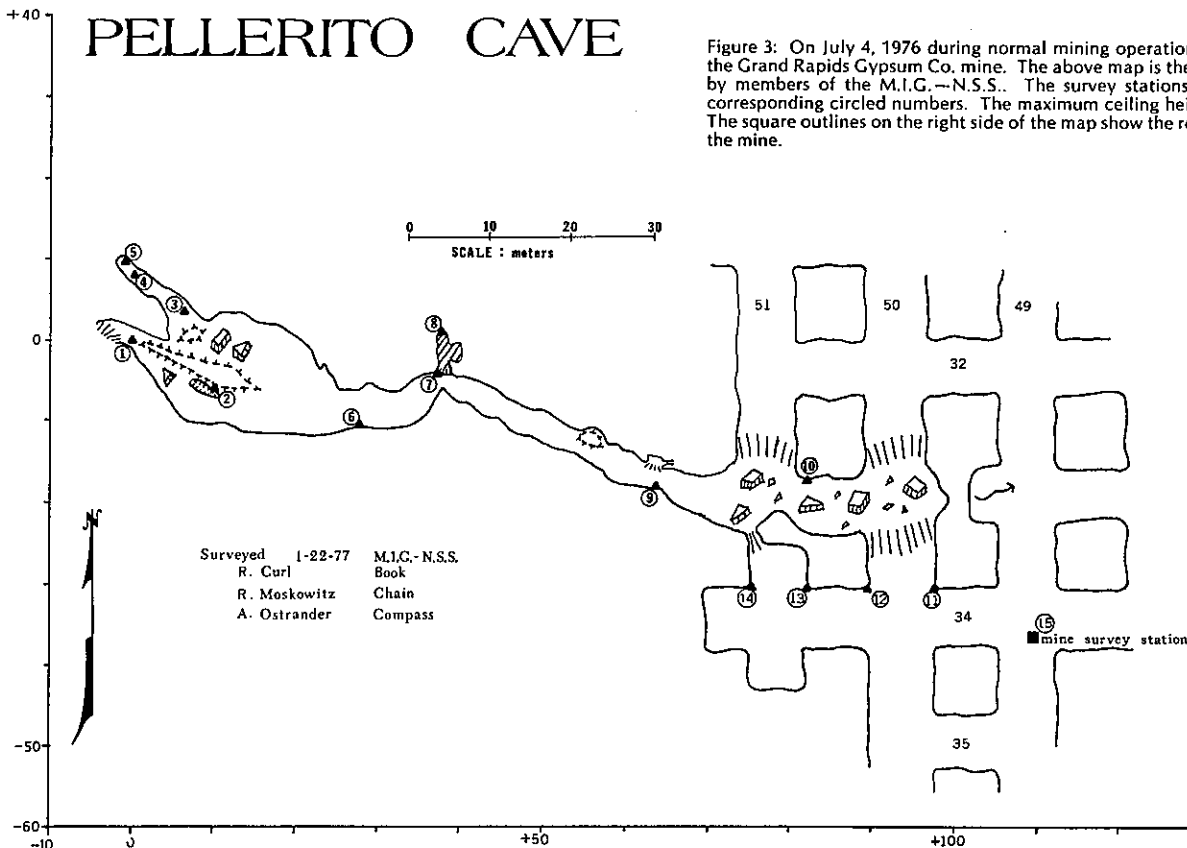 +40
PELLERITO CAVE
Figure 3: On July 4, 1976 during normal mining operation
the Grand Rapids Gypsum Co. mine. The above map is the
by members of the M.I.G.—N.S.S.. The survey stations
corresponding circled numbers. The maximum ceiling hei
The square outlines on the right side of the map show the r
the mine.
0 10 20 30
SCALE : meters
5
4
3
8
51 50 49
0
1
32
2
7
6
10
9
N
Surveyed 1-22-77 M.I.G.-N.S.S.
R. Curl Book
R. Moskowitz Chain
A. Ostrander Compass
14 13 12 11
34
15
mine survey station
-50
35
-60
-10 0 +50 +100